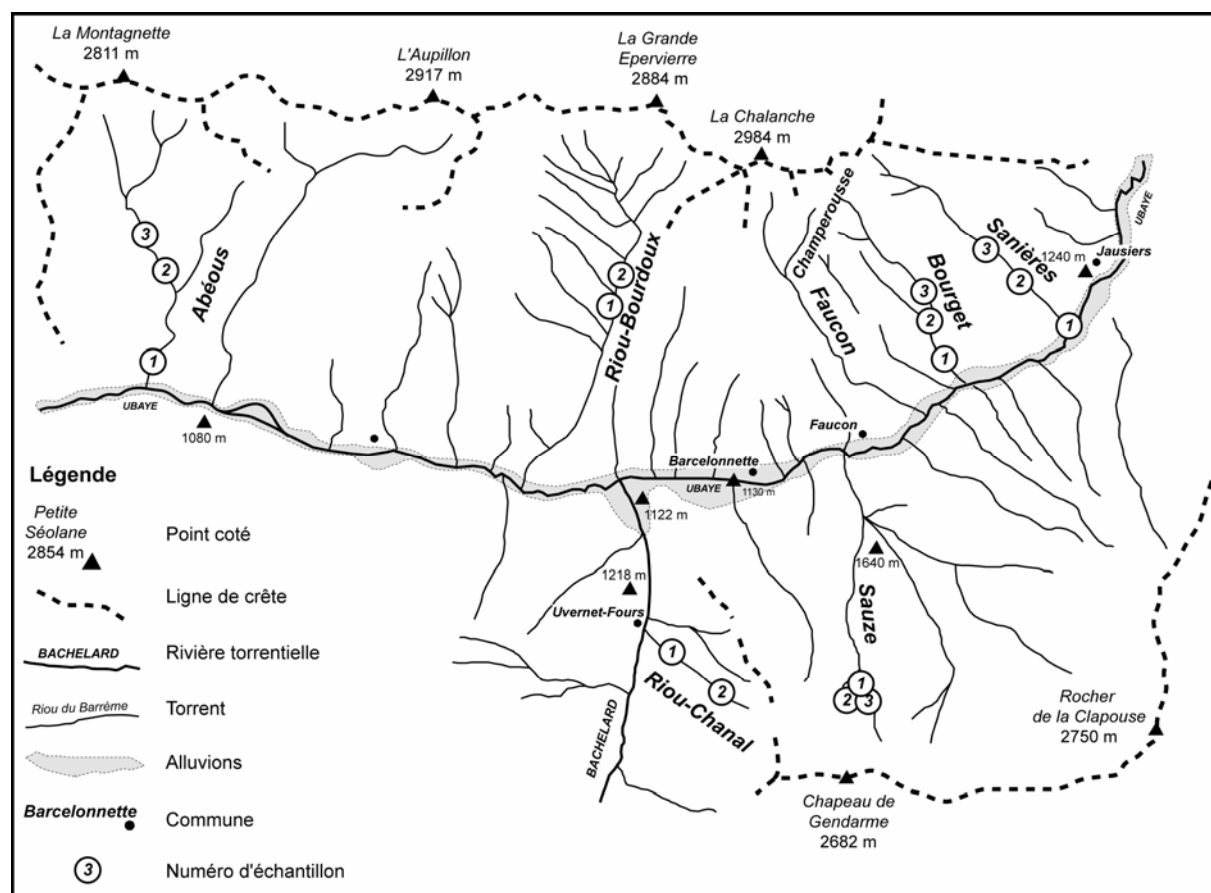 La Montagnette
2811 m
L'Aupillon
2917 m
La Grande
Epervierre
2884 m
La Chalanche
2984 m
Abéous
3
2
1
Riou-Bourdoux
2
1
Champerousse
Faucon
Bourget
3
2
1
Sanières
3
2
1
1240 m
Jausiers
UBAYE
UBAYE
1080 m
Faucon
Barcelonnette
UBAYE
1130 m
1122 m
1218 m
Uvernet-Fours
1
2
Riou-Chanal
BACHELARD
1640 m
Sauze
1
2
3
Rocher
de la Clapouse
2750 m
Chapeau de
Gendarme
2682 m
Légende
Petite
Séolane
2854 m
Point coté
Ligne de crête
BACHELARD
Rivière torrentielle
Riou du Barrème
Torrent
Alluvions
Barcelonnette
Commune
3
Numéro d'échantillon